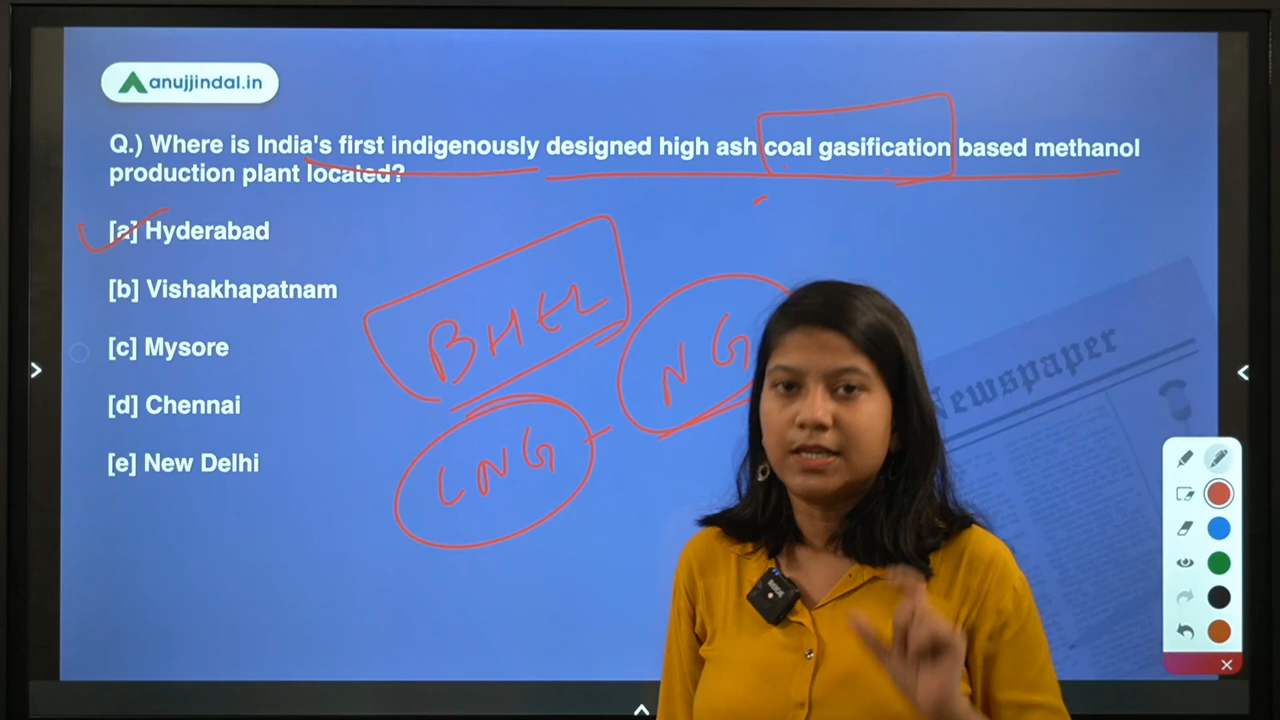 anujjindal.in
Q.) Where is India's first indigenously designed high ash coal gasification based methanol
production plant located?
[a] Hyderabad
[b] Vishakhapatnam
[c] Mysore
[d] Chennai
[e] New Delhi
BHEL
NG
LNG
Newspaper